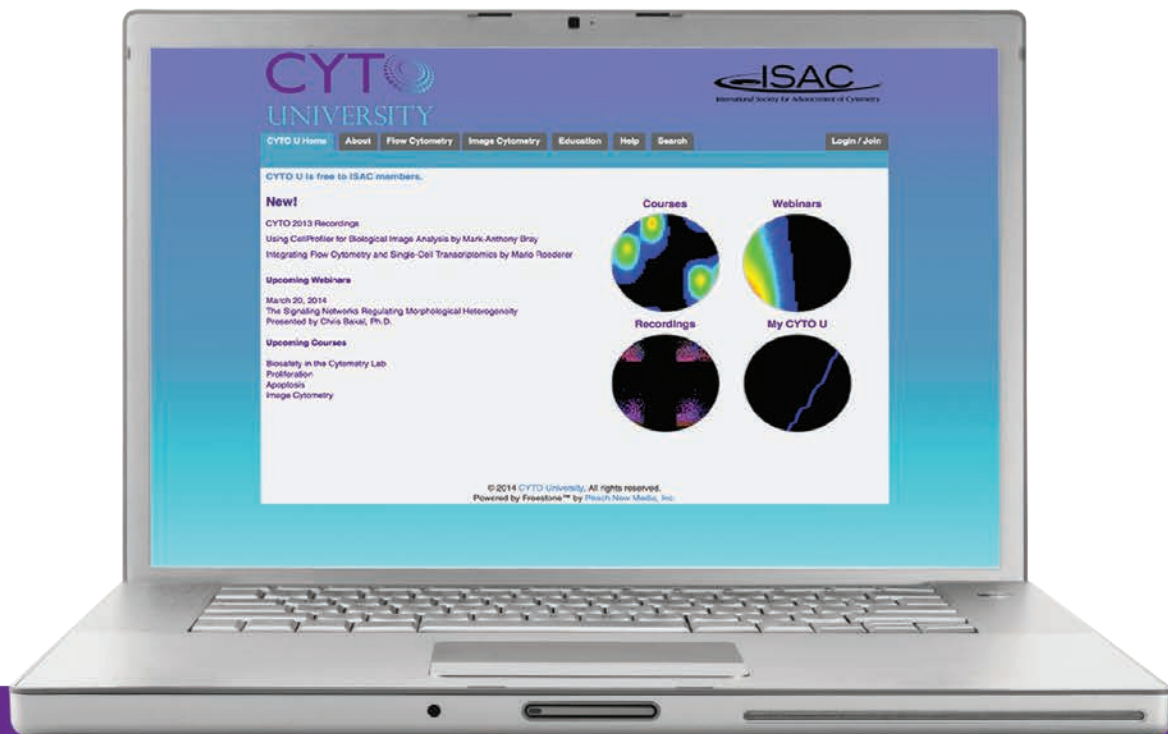 CYTO
UNIVERSITY
ISAC
International Society for Advancement of Cytometry
CYTO U Home About Flow Cytometry Image Cytometry Education Help Search Login / Join
CYTO U is free to ISAC members.
New!
CYTO 2013 Recordings
Using CellProfiler for Biological Image Analysis by Mark-Anthony Bray
Integrating Flow Cytometry and Single-Cell Transcriptomics by Mario Roederer
Upcoming Webinars
March 20, 2014
The Signaling Networks Regulating Morphological Heterogeneity
Presented by Chris Bakal, Ph.D.
Upcoming Courses
Biosafety in the Cytometry Lab
Proliferation
Apoptosis
Image Cytometry
Courses Webinars
Recordings My CYTO U
© 2014 CYTO University, All rights reserved.
Powered by Freestone™ by Peach New Media, Inc.